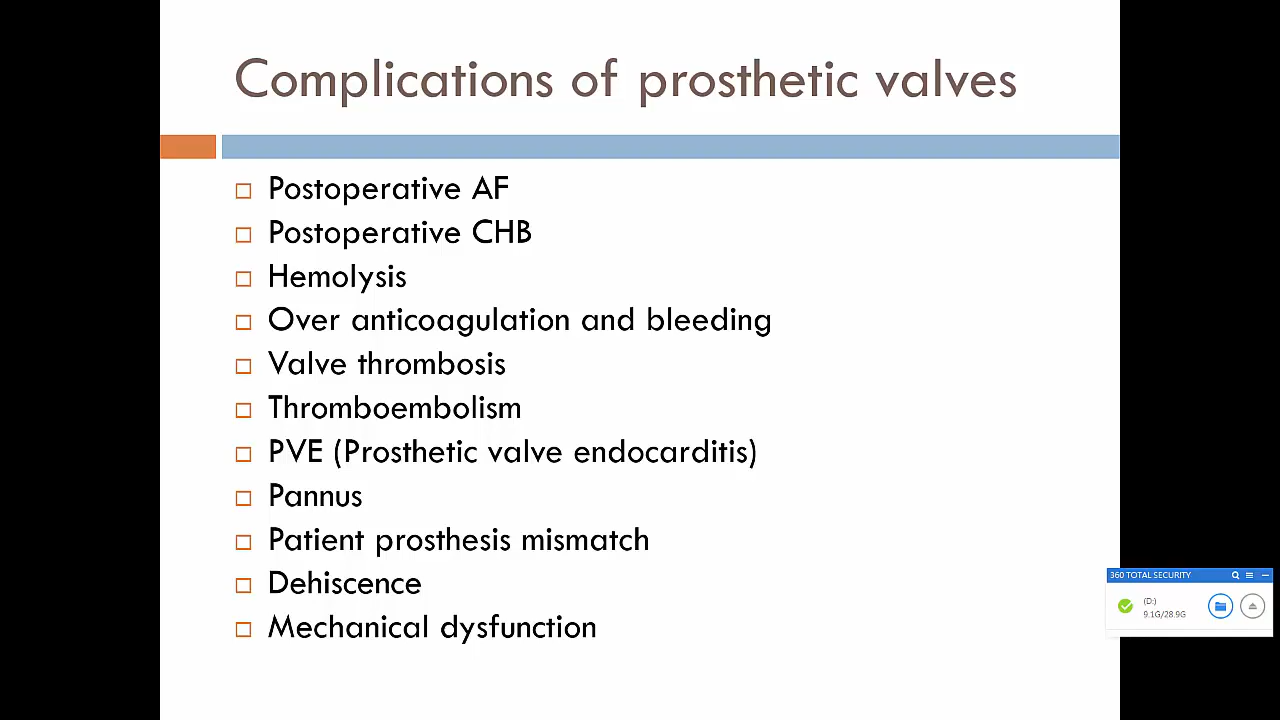 Complications of prosthetic valves
Postoperative AF
Postoperative CHB
Hemolysis
Over anticoagulation and bleeding
Valve thrombosis
Thromboembolism
PVE (Prosthetic valve endocarditis)
Pannus
Patient prosthesis mismatch
Dehiscence
Mechanical dysfunction
360 TOTAL SECURITY
(D:)
9.1G/28.9G